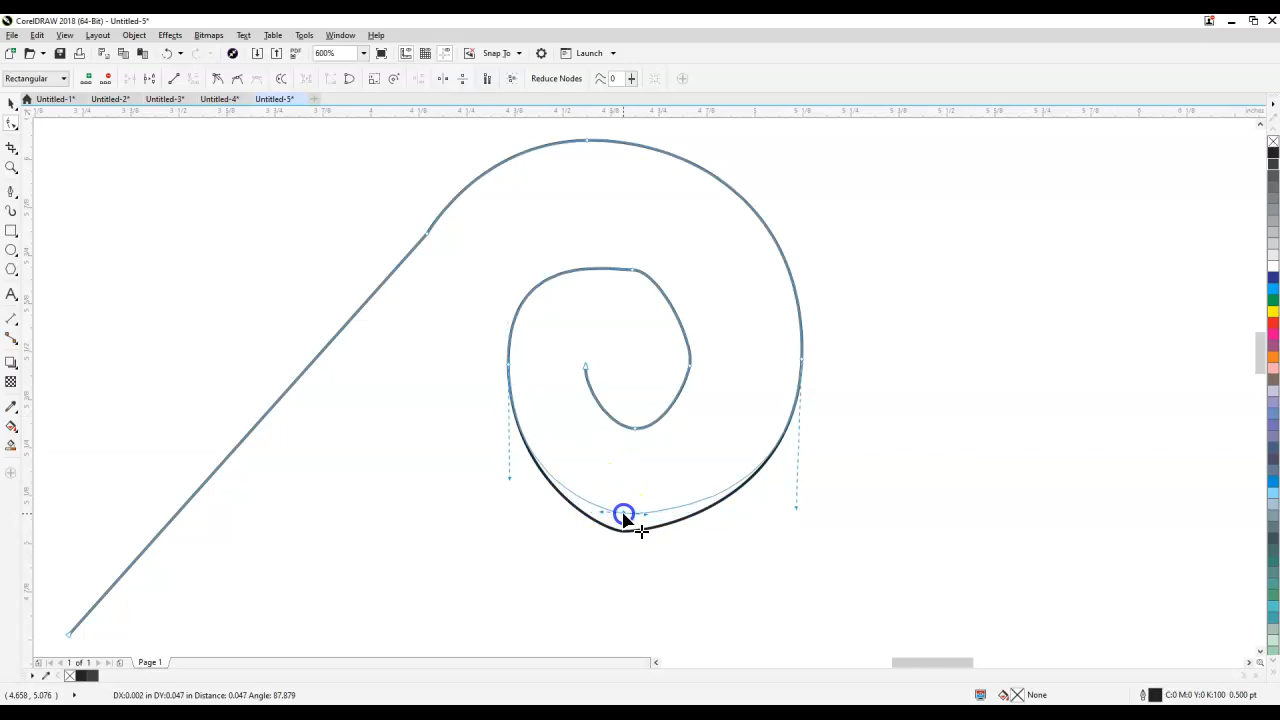 CorelDRAW 2018 (64-Bit) - Untitled-5*
File Edit View Layout Object Effects Bitmaps Text Table Tools Window Help
PDF 600% Snap To Launch
Rectangular Reduce Nodes 0
Untitled-1* Untitled-2* Untitled-3* Untitled-4* Untitled-5*
inches
1 of 1 Page 1
(4.658, 5.076 ) DX:0.002 in DY:0.047 in Distance: 0.047 Angle: 87.879 None C:0 M:0 Y:0 K:100 0.500 pt